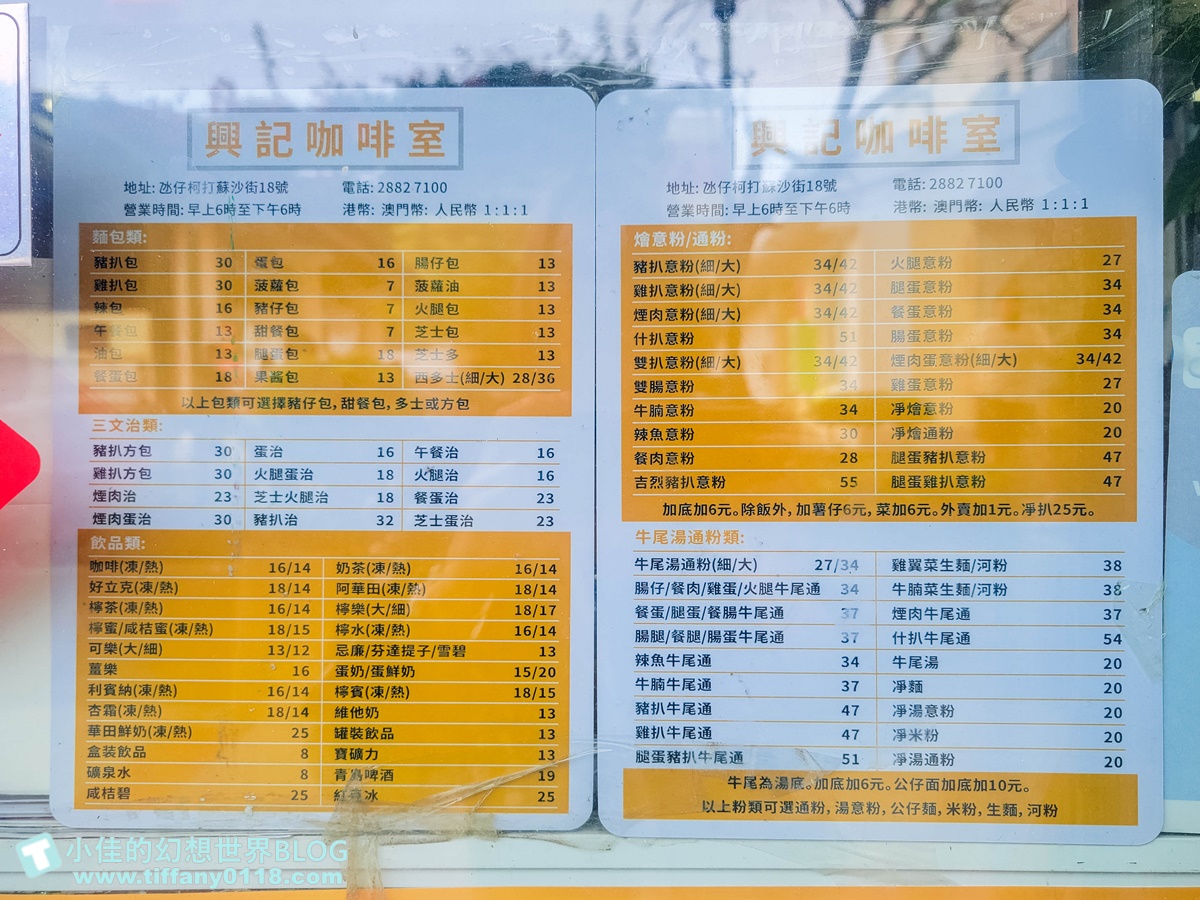 興記咖啡室
地址: 氹仔柯打蘇沙街18號 電話: 2882 7100
營業時間: 早上6時至下午6時 港幣: 澳門幣: 人民幣 1:1:1
麵包類:
豬扒包 30 蛋包 16 腸仔包 13
雞扒包 30 菠蘿包 7 菠蘿油 13
辣包 16 豬仔包 7 火腿包 13
午餐包 13 甜餐包 7 芝士包 13
油包 13 腿蛋包 18 芝士多 13
餐蛋包 18 果醬包 13 西多士(細/大) 28/36
以上包類可選擇豬仔包, 甜餐包, 多士或方包
三文治類:
豬扒方包 30 蛋治 16 午餐治 16
雞扒方包 30 火腿蛋治 18 火腿治 16
煙肉治 23 芝士火腿治 18 餐蛋治 23
煙肉蛋治 30 豬扒治 32 芝士蛋治 23
飲品類:
咖啡(凍/熱) 16/14 奶茶(凍/熱) 16/14
好立克(凍/熱) 18/14 阿華田(凍/熱) 18/14
檸茶(凍/熱) 16/14 檸樂(大/細) 18/17
檸蜜/咸桔蜜(凍/熱) 18/15 檸水(凍/熱) 16/14
可樂(大/細) 13/12 忌廉/芬達提子/雪碧 13
薑樂 16 蛋奶/蛋鮮奶 15/20
利賓納(凍/熱) 16/14 檸賓(凍/熱) 18/15
杏霜(凍/熱) 18/14 維他奶 13
華田鮮奶(凍/熱) 25 罐裝飲品 13
盒装飲品 8 寶礦力 13
礦泉水 8 青島啤酒 19
咸桔碧 25 紅豆冰 25
興記咖啡室
地址: 氹仔柯打蘇沙街18號 電話: 2882 7100
營業時間: 早上6時至下午6時 港幣: 澳門幣: 人民幣 1:1:1
燴意粉/通粉:
豬扒意粉(細/大) 34/42 火腿意粉 27
雞扒意粉(細/大) 34/42 腿蛋意粉 34
煙肉意粉(細/大) 34/42 餐蛋意粉 34
什扒意粉 51 腸蛋意粉 34
雙扒意粉(細/大) 34/42 煙肉蛋意粉(細/大) 34/42
雙腸意粉 34 雞蛋意粉 27
牛腩意粉 34 凈燴意粉 20
辣魚意粉 30 凈燴通粉 20
餐肉意粉 28 腿蛋豬扒意粉 47
吉烈豬扒意粉 55 腿蛋雞扒意粉 47
加底加6元。除飯外, 加薯仔6元, 菜加6元。外賣加1元。凈扒25元。
牛尾湯通粉類:
牛尾湯通粉(細/大) 27/34 雞翼菜生麵/河粉 38
腸仔/餐肉/雞蛋/火腿牛尾通 34 牛腩菜生麵/河粉 38
餐蛋/腿蛋/餐腸牛尾通 37 煙肉牛尾通 37
腸腿/餐腿/腸蛋牛尾通 37 什扒牛尾通 54
辣魚牛尾通 34 牛尾湯 20
牛腩牛尾通 37 凈麵 20
豬扒牛尾通 47 凈湯意粉 20
雞扒牛尾通 47 凈米粉 20
腿蛋豬扒牛尾通 51 凈湯通粉 20
牛尾為湯底。加底加6元。公仔面加底加10元。
以上粉類可選通粉, 湯意粉, 公仔麵, 米粉, 生麵, 河粉
小佳的幻想世界BLOG
www.tiffany0118.com